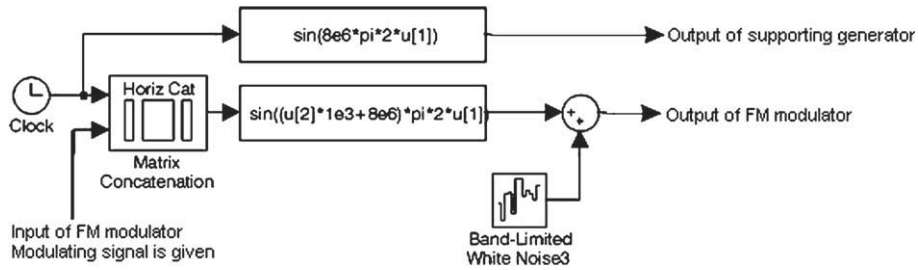 sin(8e6*pi*2*u[1])
Output of supporting generator
Horiz Cat
Clock
sin((u[2]*1e3+8e6)*pi*2*u[1]
Output of FM modulator
Matrix
Concatenation
Input of FM modulator
Modulating signal is given
Band-Limited
White Noise3